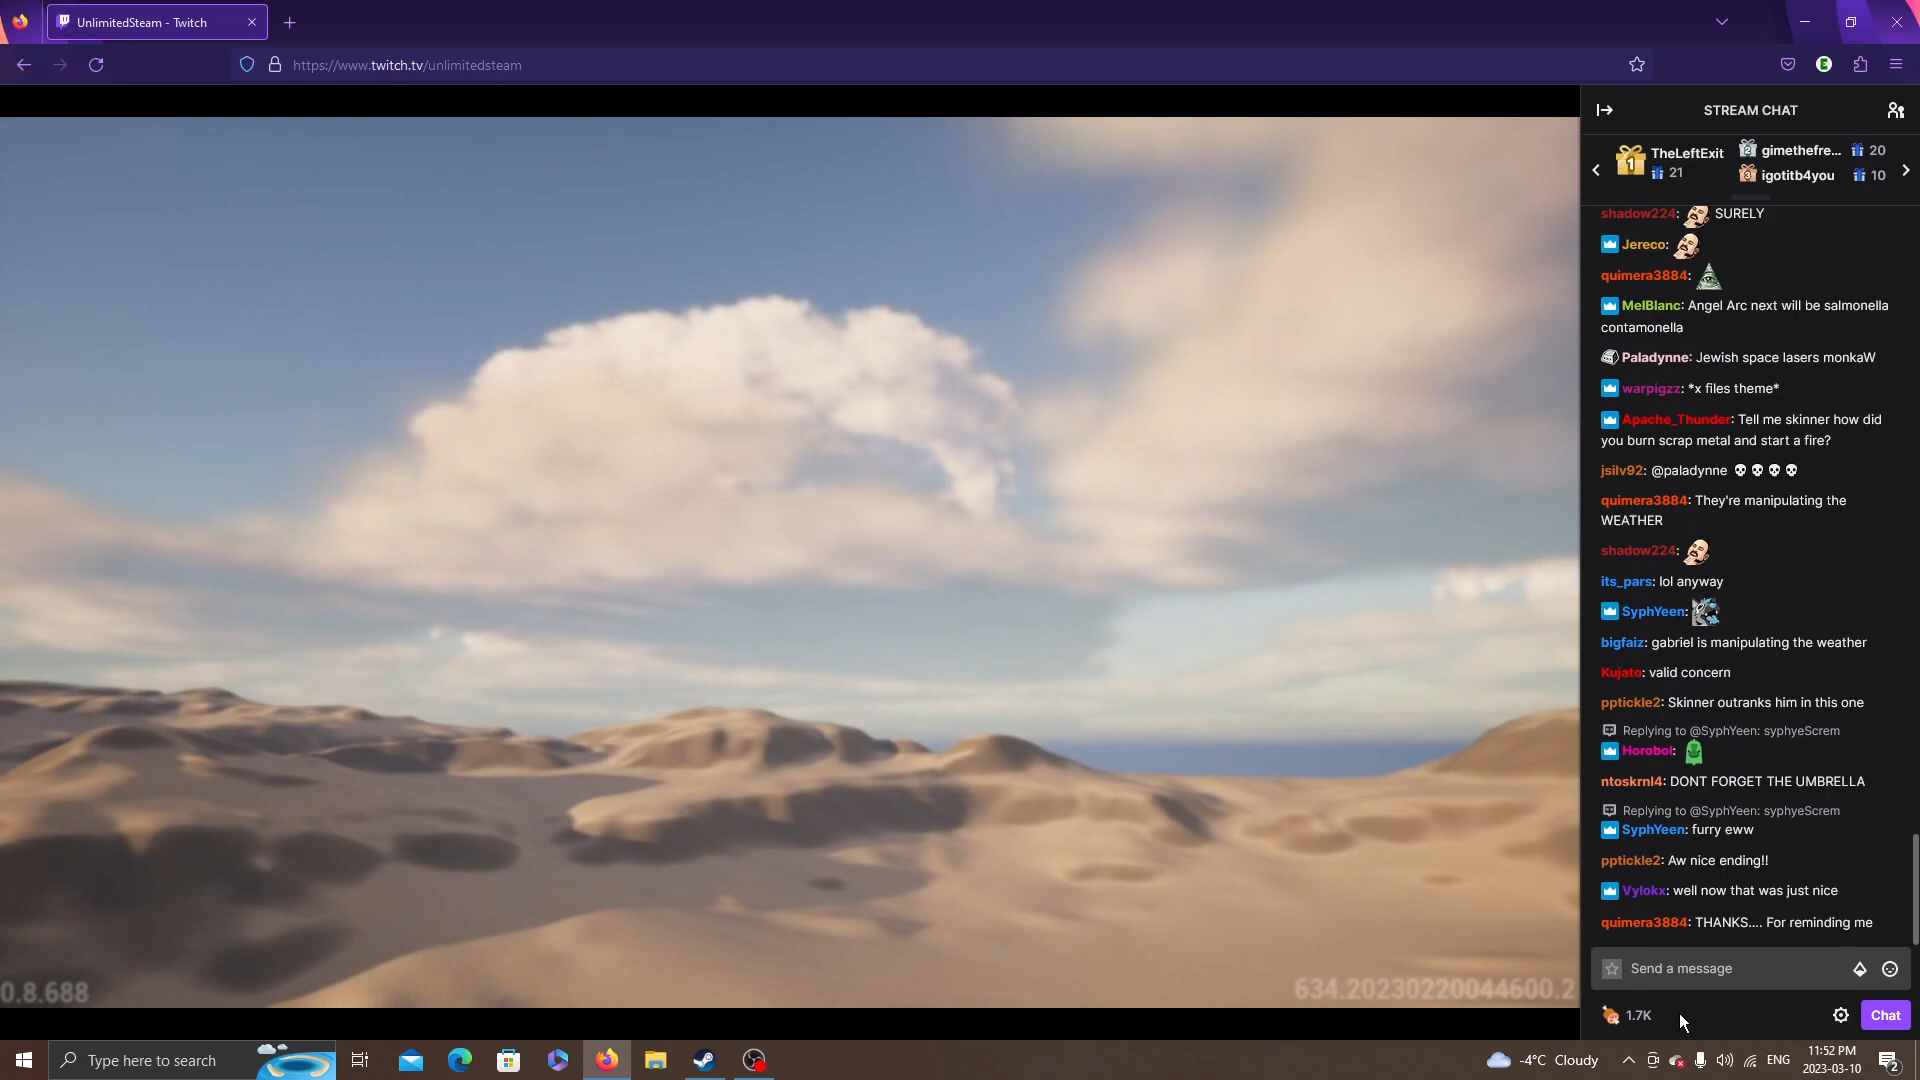 UnlimitedSteam - Twitch
https://www.twitch.tv/unlimitedsteam
STREAM CHAT
1 TheLeftExit
21
2 gimethefre... 20
3 igotitb4you 10
shadow224: SURELY
Jereco:
quimera3884:
MelBlanc: Angel Arc next will be salmonella
contamonella
Paladynne: Jewish space lasers monkaW
warpigzz: *x files theme*
Apache_Thunder: Tell me skinner how did
you burn scrap metal and start a fire?
jsilv92: @paladynne 💀💀💀💀
quimera3884: They're manipulating the
WEATHER
shadow224:
its_pars: lol anyway
SyphYeen:
bigfaiz: gabriel is manipulating the weather
Kujato: valid concern
pptickle2: Skinner outranks him in this one
Replying to @SyphYeen: syphyeScrem
Horobol:
ntoskrnl4: DONT FORGET THE UMBRELLA
Replying to @SyphYeen: syphyeScrem
SyphYeen: furry eww
pptickle2: Aw nice ending!!
Vylokx: well now that was just nice
quimera3884: THANKS.... For reminding me
Send a message
1.7K
Chat
0.8.688
634.20230220044600.2
Type here to search
-4°C Cloudy
ENG
11:52 PM
2023-03-10
2